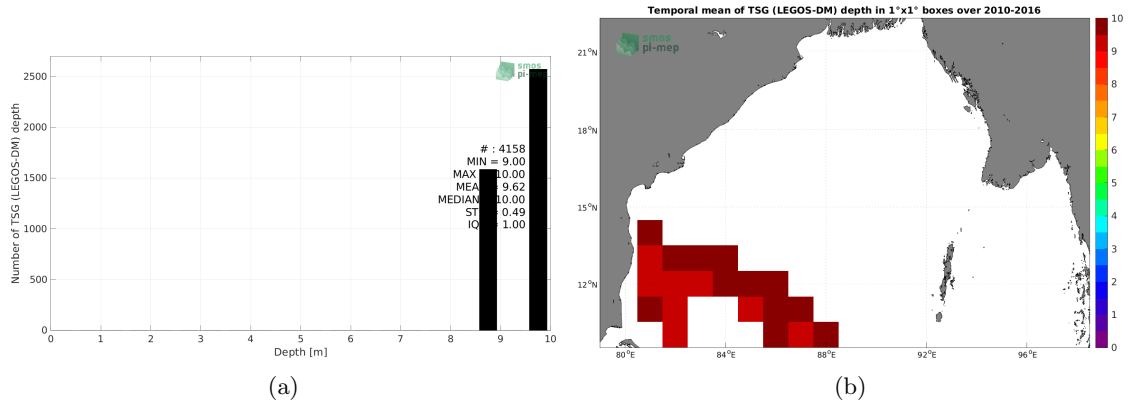 Temporal mean of TSG (LEGOS-DM) depth in 1°x1° boxes over 2010-2016
smos
pi-mep
Number of TSG (LEGOS-DM) depth
2500
2000
1500
1000
500
0
# : 4158
MIN = 9.00
MAX 10.00
MEA 9.62
MEDIAN 10.00
ST = 0.49
IQ = 1.00
0 1 2 3 4 5 6 7 8 9 10
Depth [m]
(a)
smos
pi-mep
21°N
18°N
15°N
12°N
80°E 84°E 88°E 92°E 96°E
10
9
8
7
6
5
4
3
2
1
0
(b)